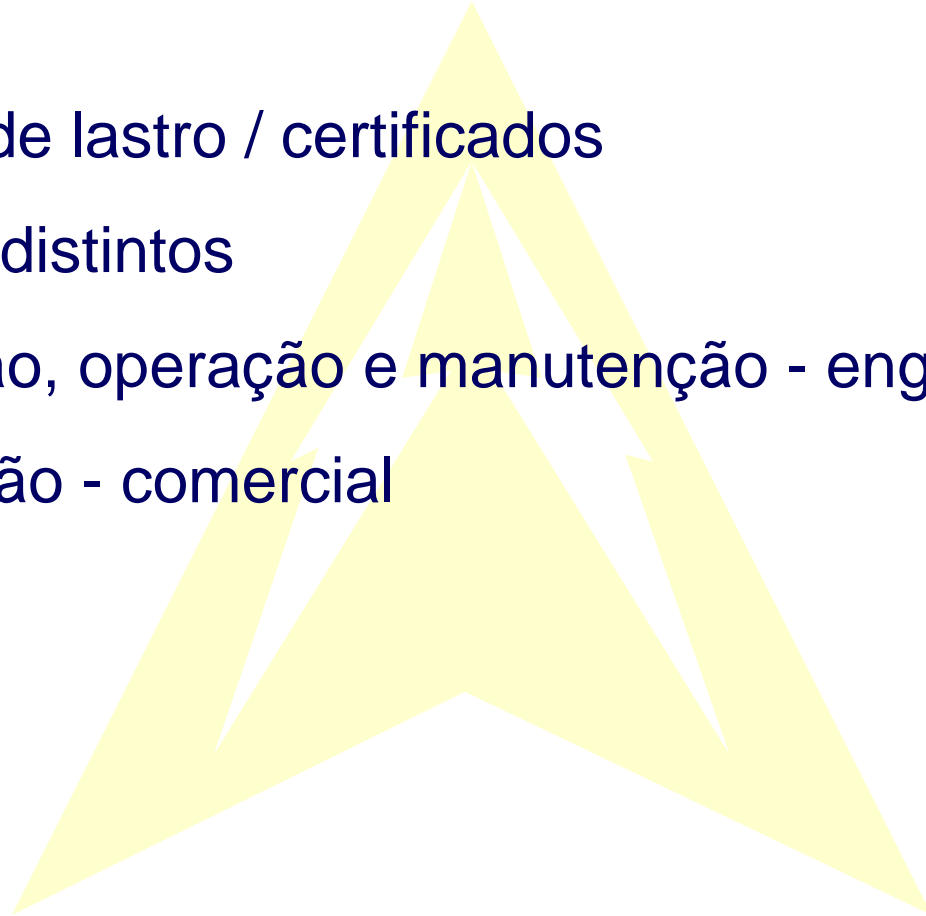 de lastro / certificados
distintos
ão, operação e manutenção - eng
ão - comercial